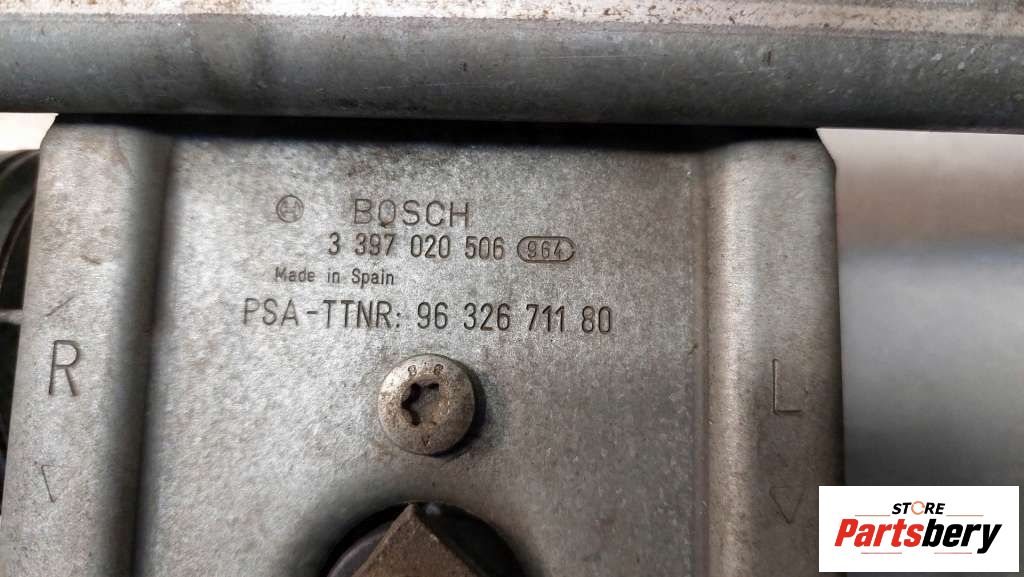 BOSCH
3 397 020 506 964
Made in Spain
PSA-TTNR: 96 326 711 80
R
L
STORE
Partsbery